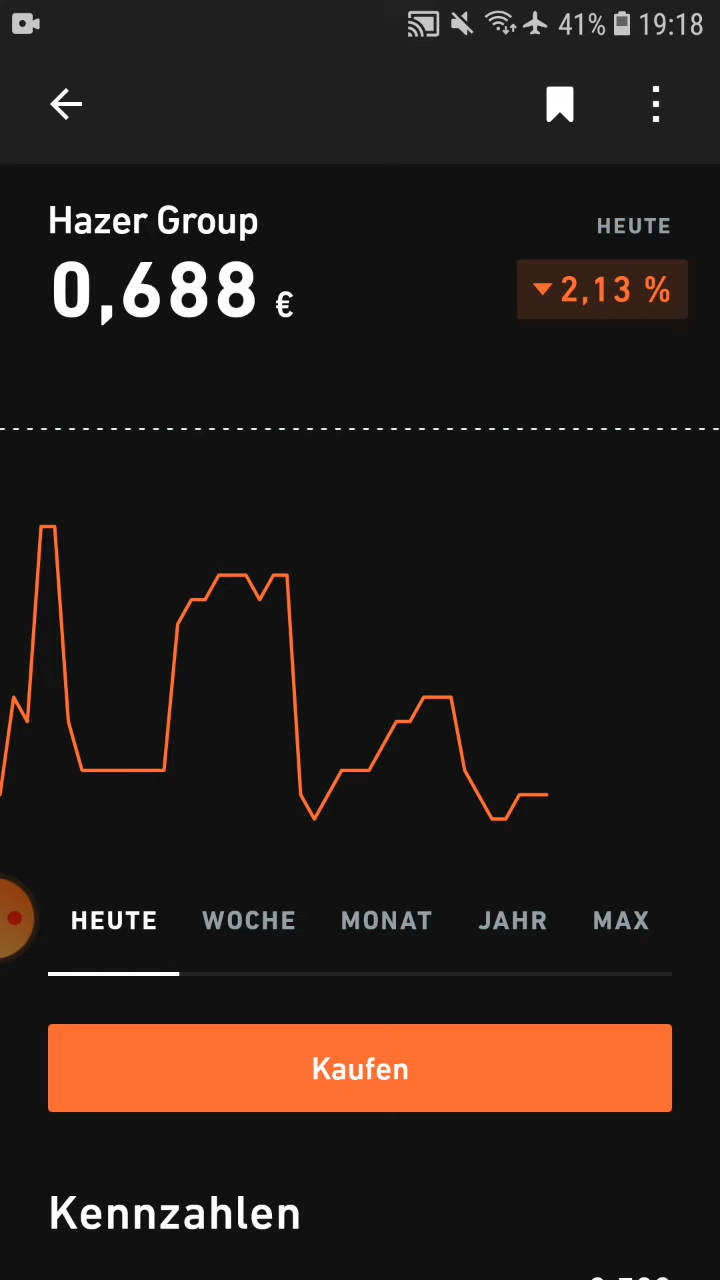 41% 19:18
Hazer Group
HEUTE
0,688 €
2,13 %
HEUTE WOCHE MONAT JAHR MAX
Kaufen
Kennzahlen